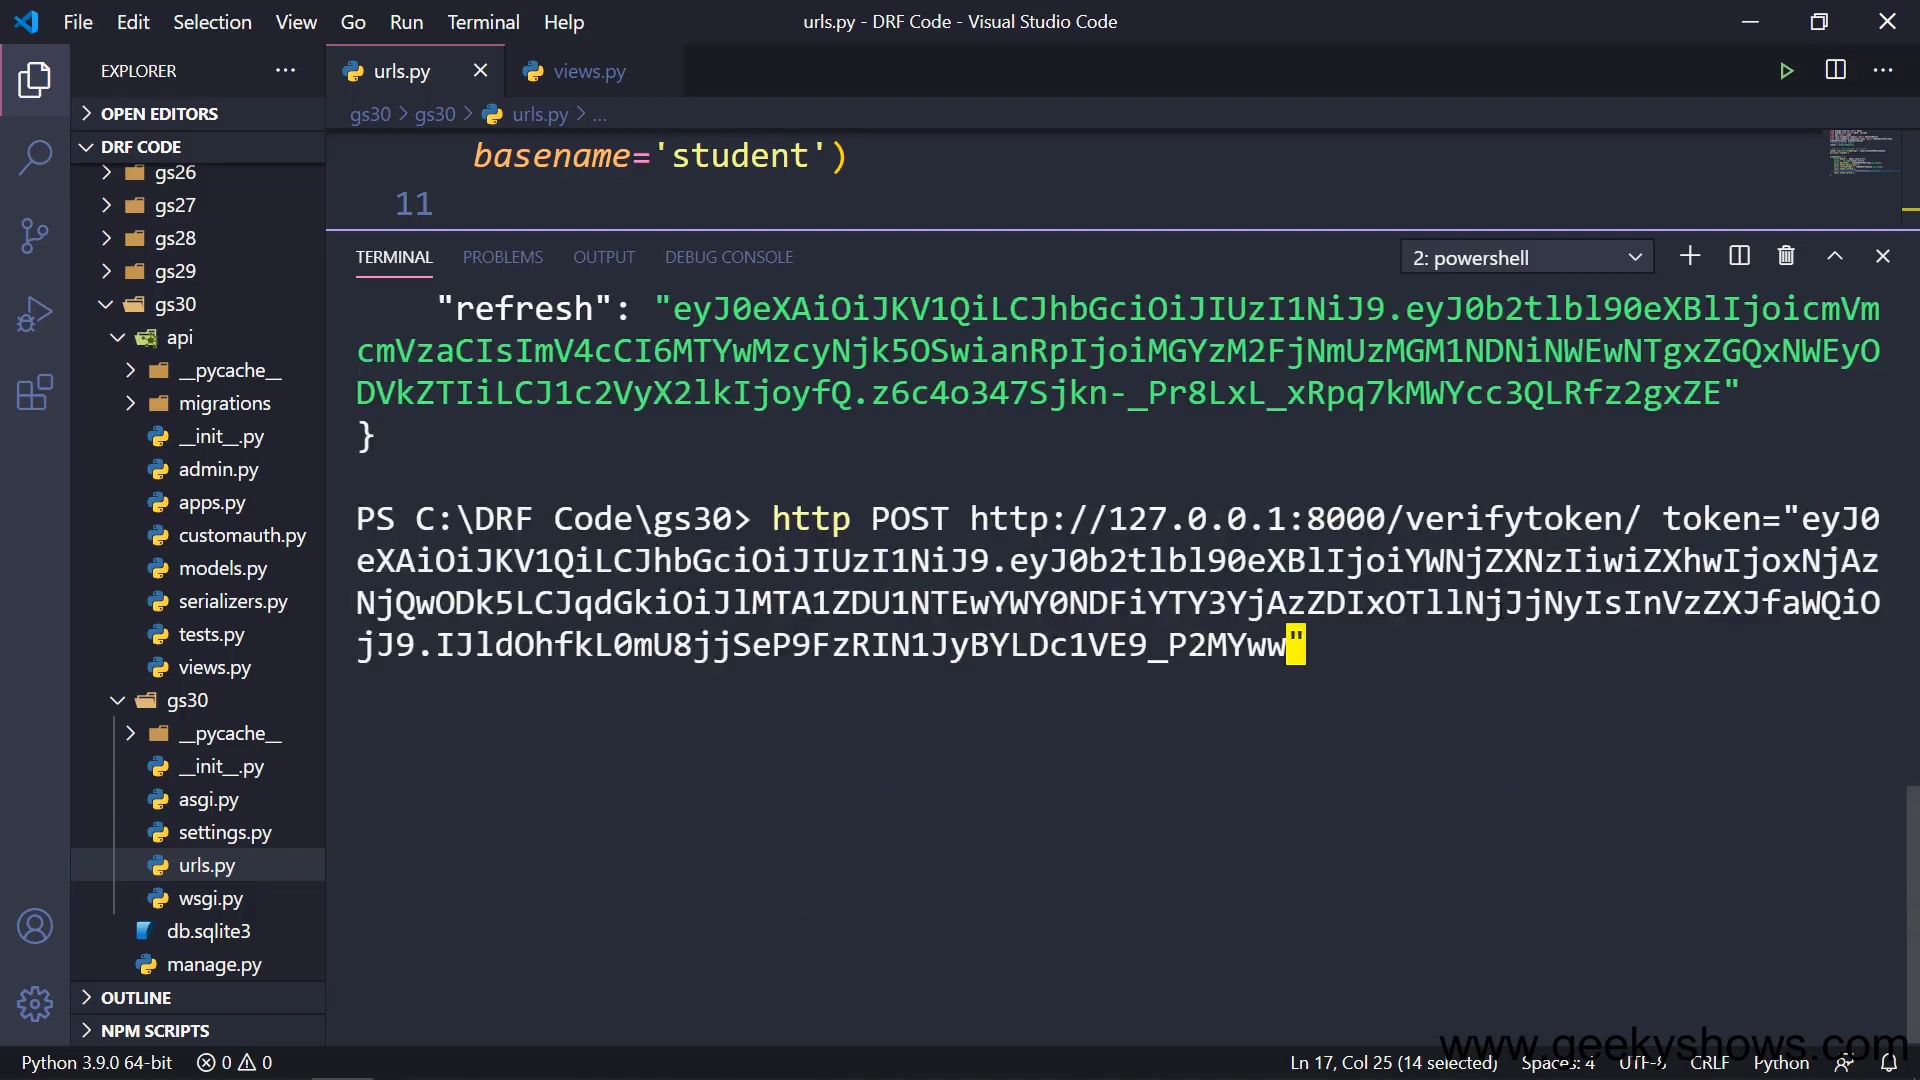 File Edit Selection View Go Run Terminal Help
urls.py - DRF Code - Visual Studio Code
EXPLORER
OPEN EDITORS
DRF CODE
gs26
gs27
gs28
gs29
gs30
api
__pycache__
migrations
__init__.py
admin.py
apps.py
customauth.py
models.py
serializers.py
tests.py
views.py
gs30
__pycache__
__init__.py
asgi.py
settings.py
urls.py
wsgi.py
db.sqlite3
manage.py
OUTLINE
NPM SCRIPTS
urls.py views.py
gs30 > gs30 > urls.py > ...
basename='student')
11
TERMINAL PROBLEMS OUTPUT DEBUG CONSOLE 2: powershell
"refresh": "eyJ0eXAiOiJKV1QiLCJhbGciOiJIUzI1NiJ9.eyJ0b2tlbl90eXBlIjoicmVm
cmVzaCIsImV4cCI6MTYwMzcyNjk5OSwianRpIjoiMGYzM2FjNmUzMGM1NDNiNWEwNTgxZGQxNWEyO
DVkZTIiLCJ1c2VyX2lkIjoyfQ.z6c4o347Sjkn-_Pr8LxL_xRpq7kMWYcc3QLRfz2gxZE"
}
PS C:\DRF Code\gs30> http POST http://127.0.0.1:8000/verifytoken/ token="eyJ0
eXAiOiJKV1QiLCJhbGciOiJIUzI1NiJ9.eyJ0b2tlbl90eXBlIjoiYWNjZXNzIiwiZXhwIjoxNjAz
NjQwODk5LCJqdGkiOiJlMTA1ZDU1NTEwYWY0NDFiYTY3YjAzZDIxOTllNjJjNyIsInVzZXJfaWQiO
jJ9.IJldOhfkL0mU8jjSeP9FzRIN1JyBYLDc1VE9_P2MYww"
www.geekyshows.com
Python 3.9.0 64-bit 0 0 Ln 17, Col 25 (14 selected) Spaces: 4 UTF-8 CRLF Python